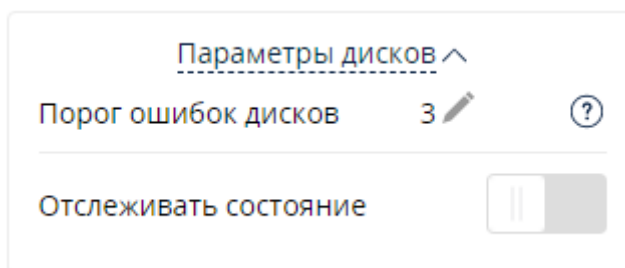 Параметры дисков
Порог ошибок дисков 3 ?
Отслеживать состояние